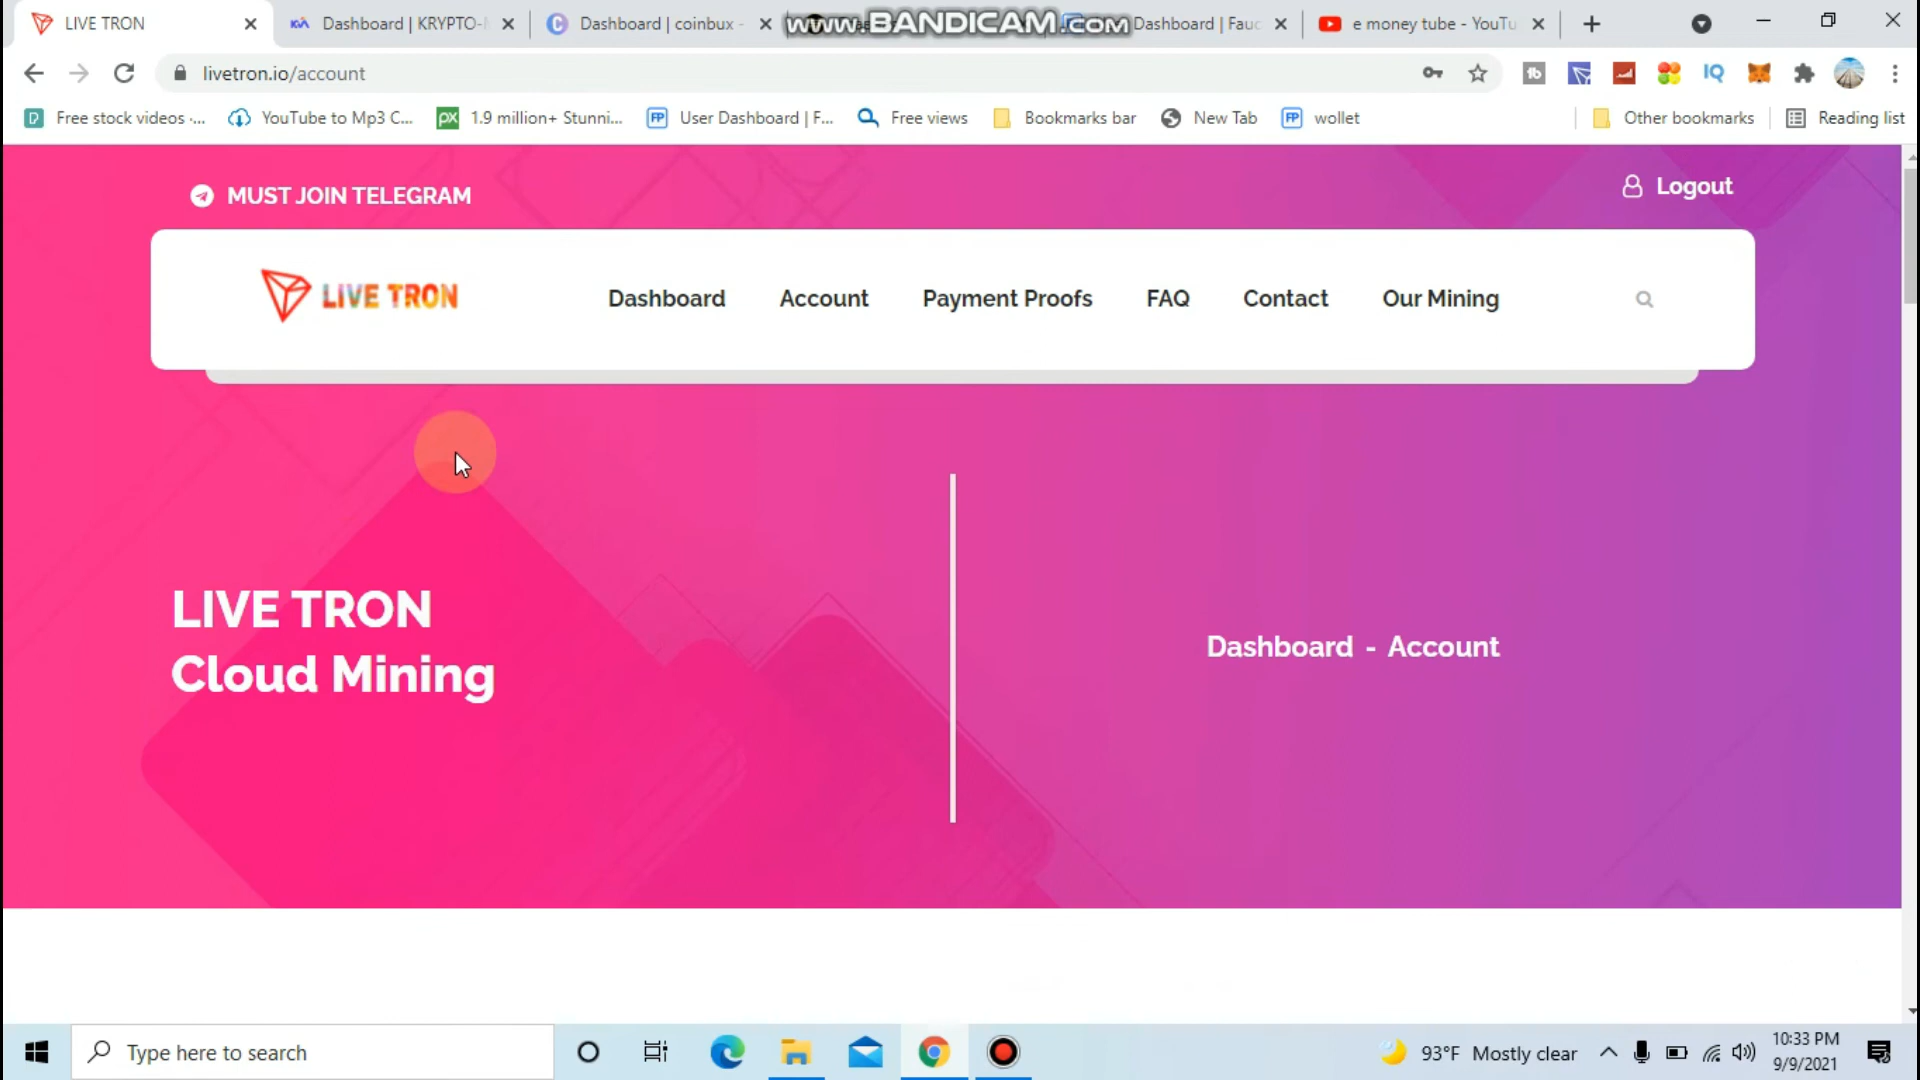 LIVE TRON
Dashboard | KRYPTO-
Dashboard | coinbux -
www.BANDICAM.com
Dashboard | Fauc
e money tube - YouTu
livetron.io/account
Free stock videos ·...
YouTube to Mp3 C...
px 1.9 million+ Stunni...
FP User Dashboard | F...
Free views
Bookmarks bar
New Tab
FP wollet
Other bookmarks
Reading list
MUST JOIN TELEGRAM
Logout
LIVE TRON
Dashboard
Account
Payment Proofs
FAQ
Contact
Our Mining
LIVE TRON
Cloud Mining
Dashboard - Account
Type here to search
93°F Mostly clear
10:33 PM
9/9/2021